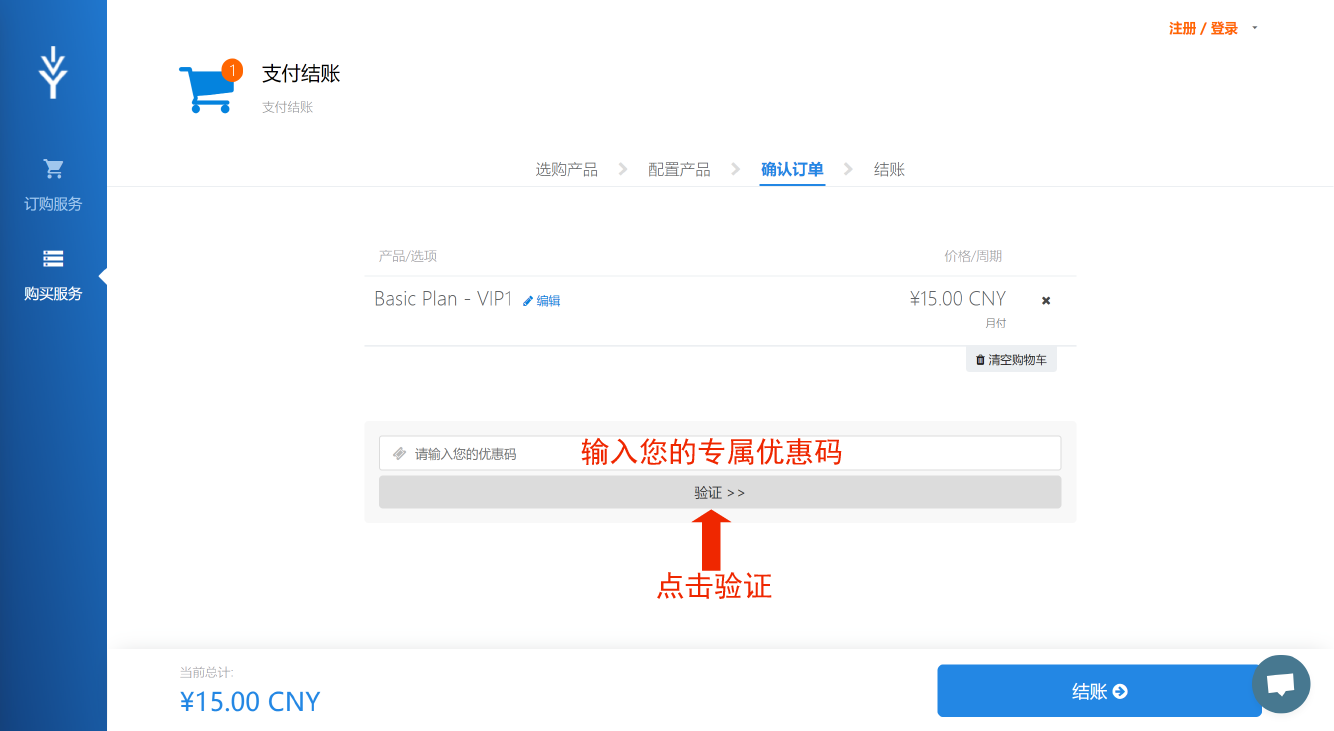 注册 / 登录
1
支付结账
支付结账
订购服务
购买服务
选购产品
配置产品
确认订单
结账
产品/选项
价格/周期
Basic Plan - VIP1
编辑
¥15.00 CNY
月付
清空购物车
请输入您的优惠码
输入您的专属优惠码
验证 >>
点击验证
当前总计:
¥15.00 CNY
结账